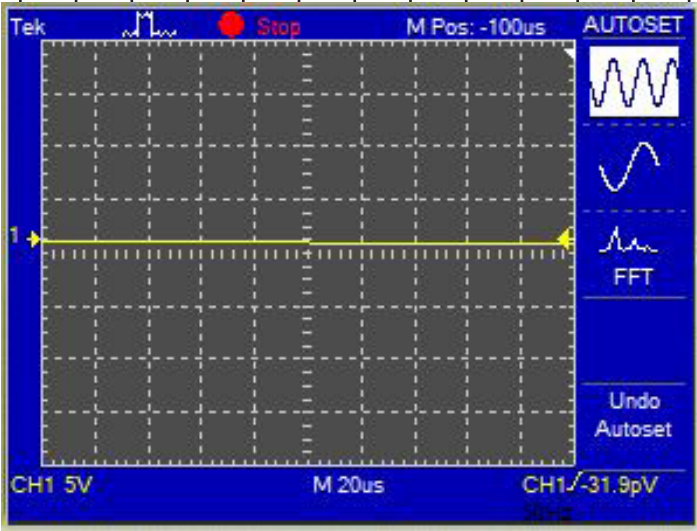 Tek Stop M Pos: -100us AUTOSET
1
FFT
Undo
Autoset
CH1 5V M 20us CH1 -31.9pV